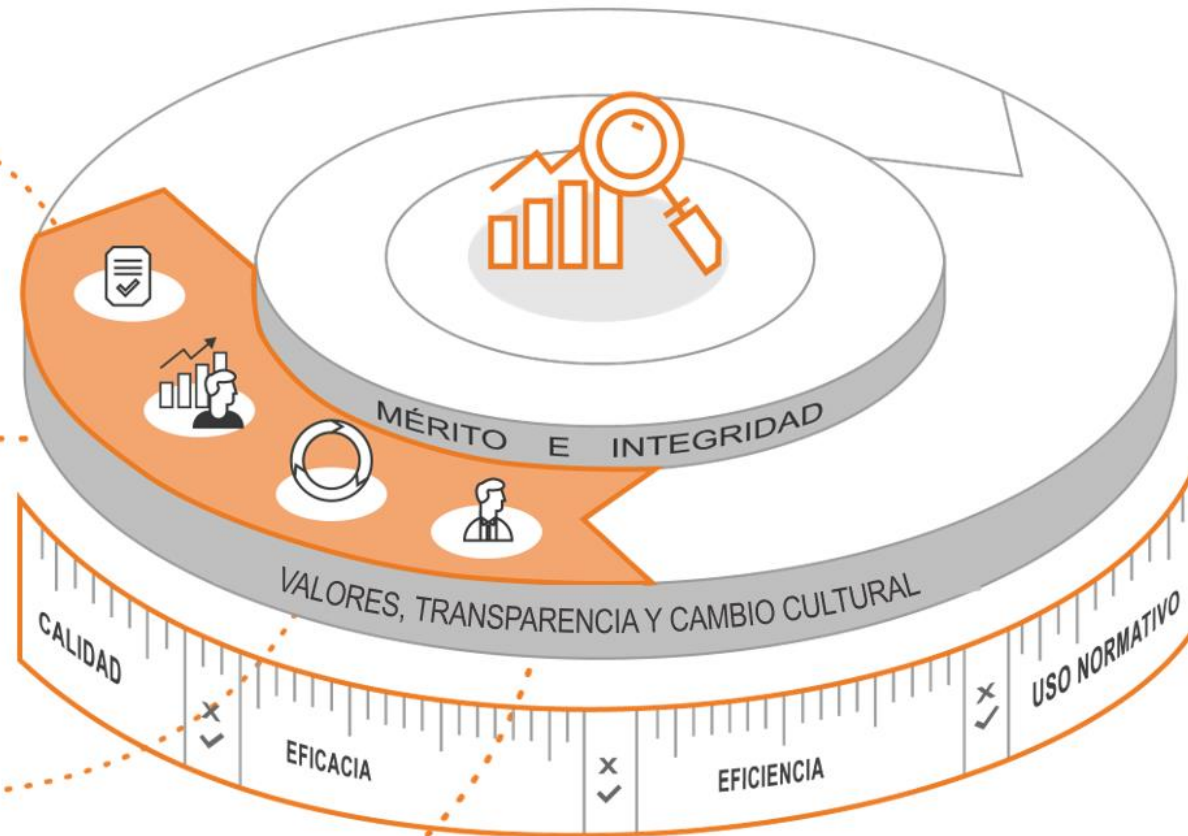 MÉRITO E INTEGRIDAD
VALORES, TRANSPARENCIA Y CAMBIO CULTURAL
CALIDAD
EFICACIA
EFICIENCIA
USO NORMATIVO